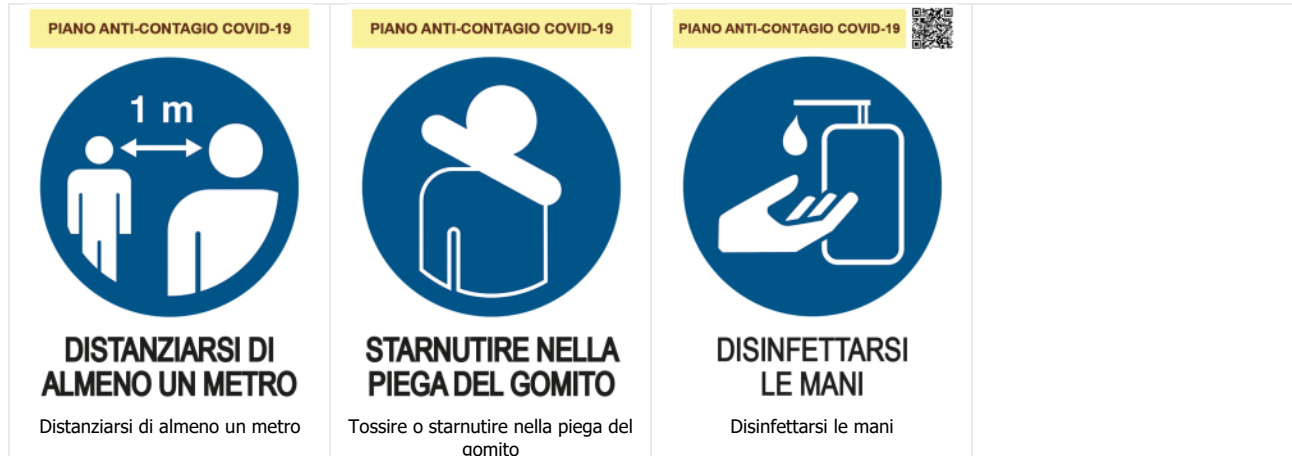 PIANO ANTI-CONTAGIO COVID-19
1 m
DISTANZIARSI DI
ALMENO UN METRO
Distanziarsi di almeno un metro
PIANO ANTI-CONTAGIO COVID-19
STARNUTIRE NELLA
PIEGA DEL GOMITO
Tossire o starnutire nella piega del
gomito
PIANO ANTI-CONTAGIO COVID-19
DISINFETTARSI
LE MANI
Disinfettarsi le mani